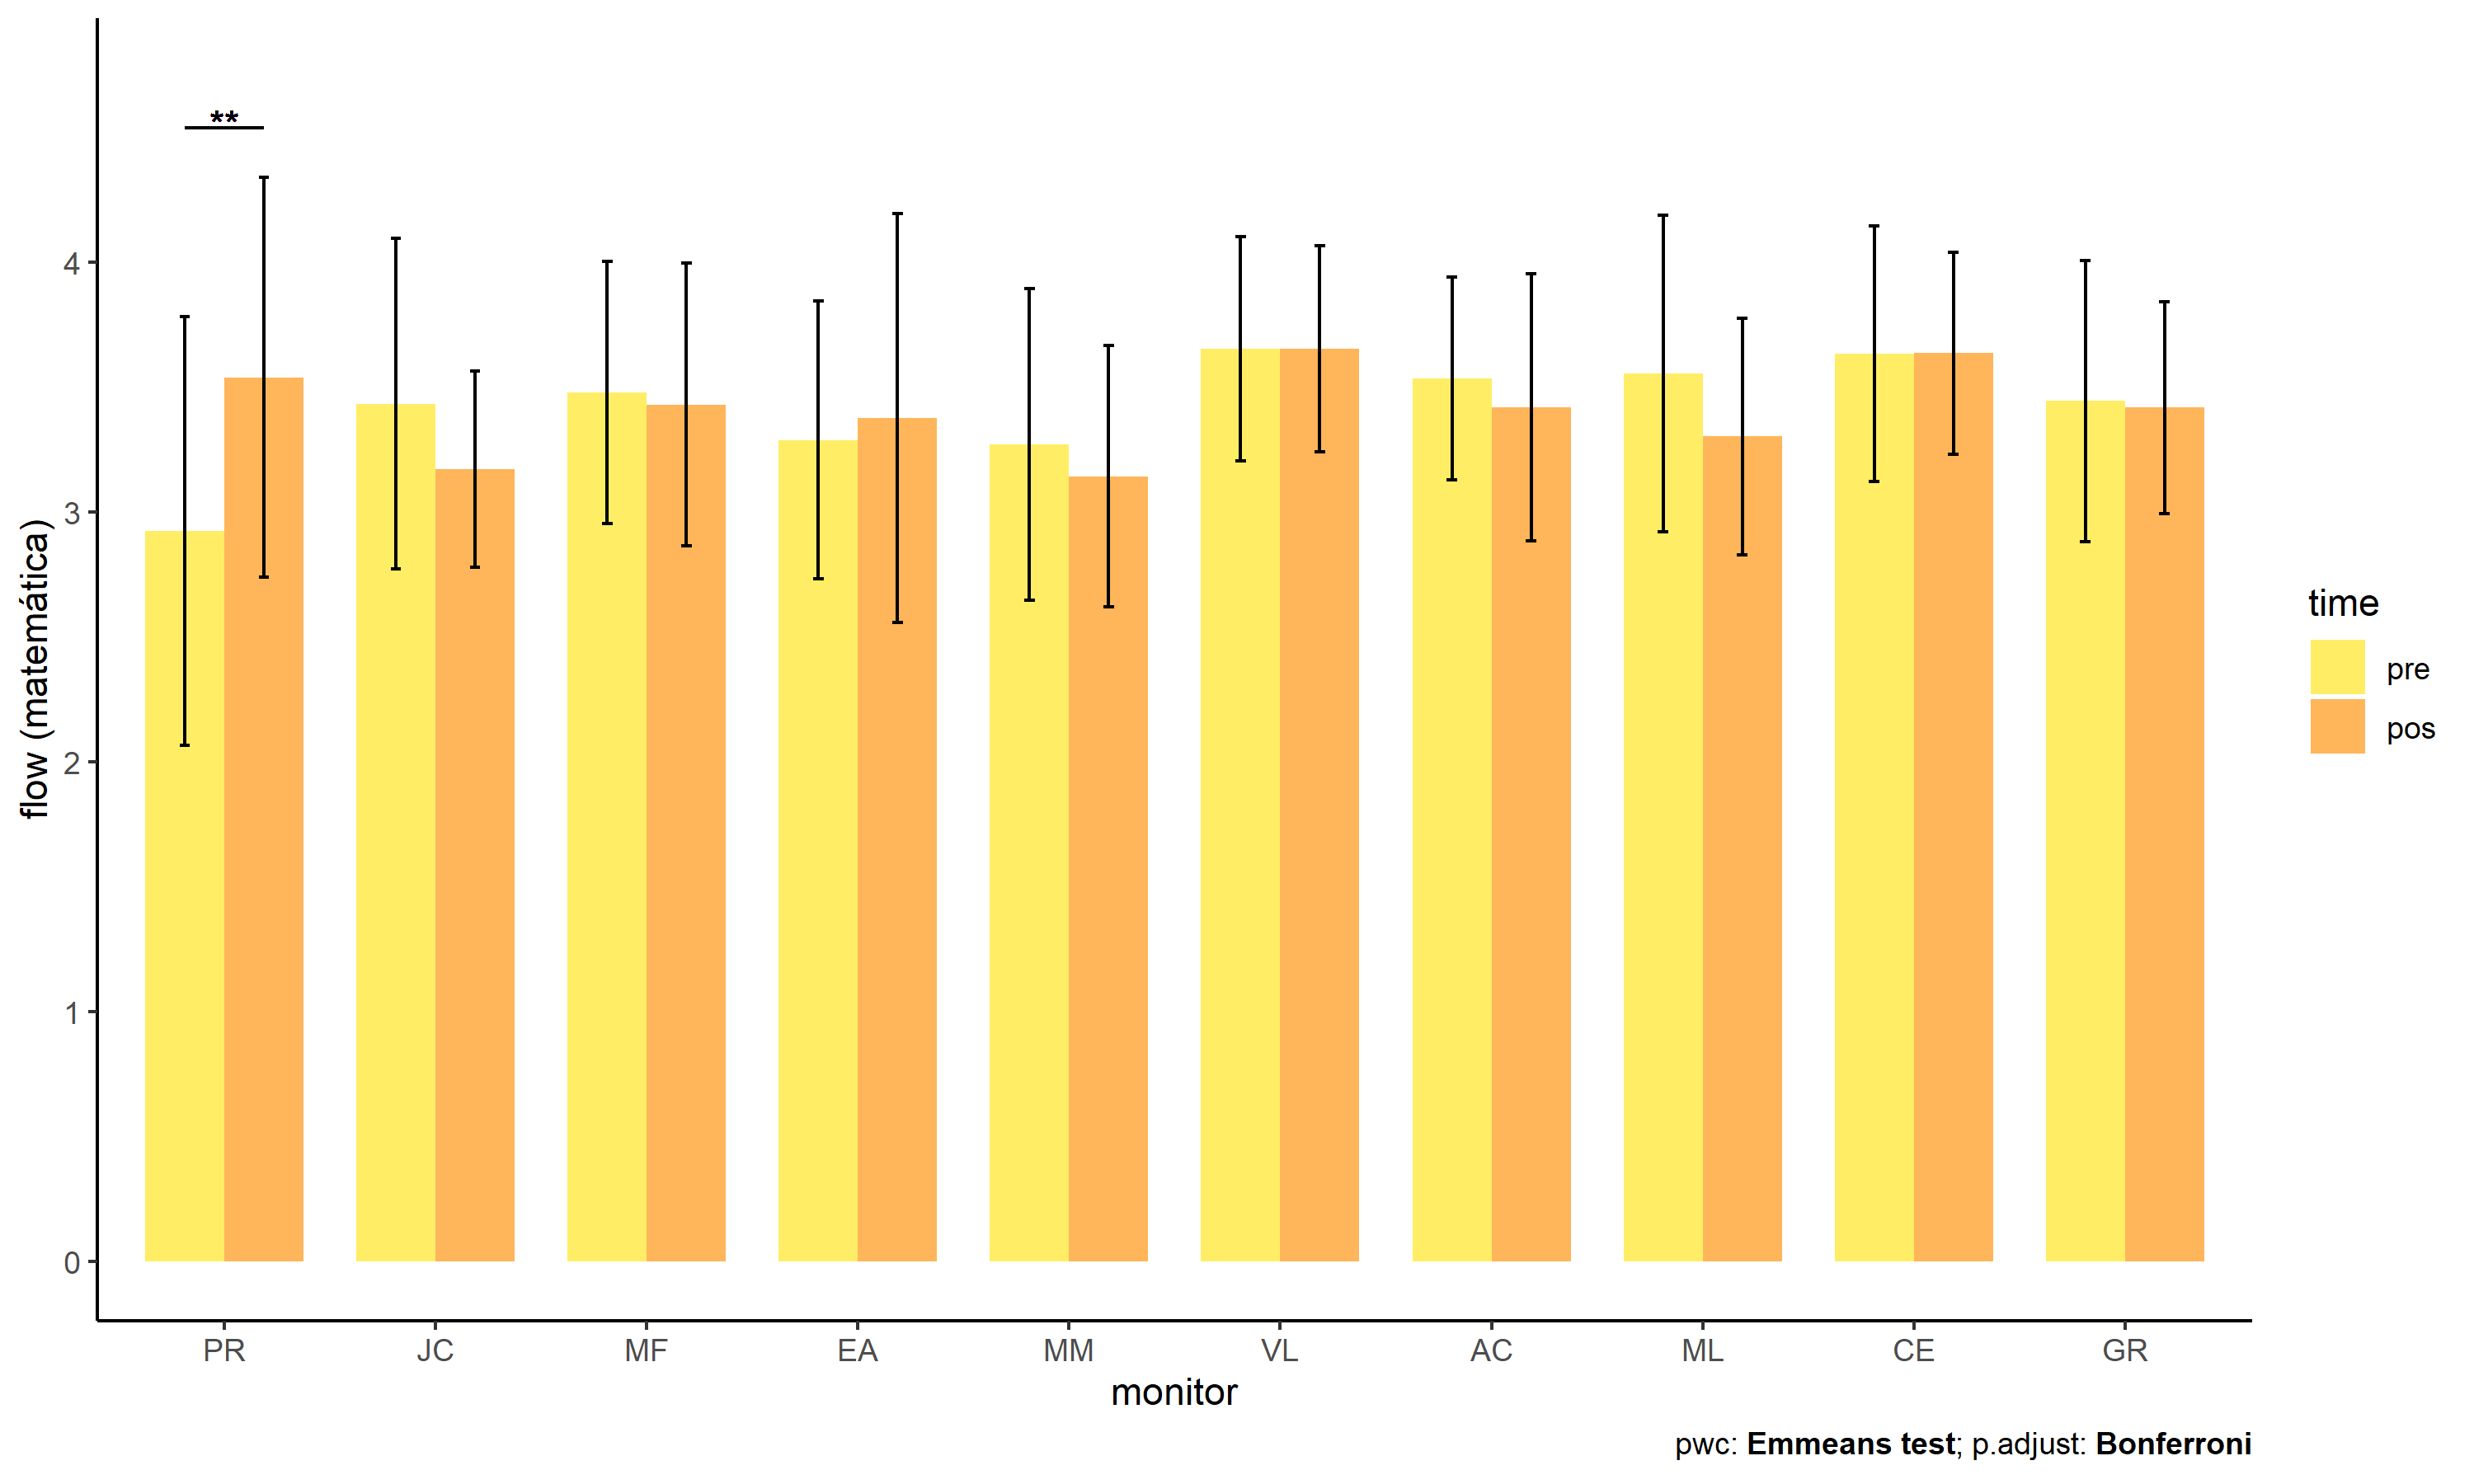 **
4
3
2
1
0
flow (matemática)
PR JC MF EA MM VL AC ML CE GR
monitor
time
pre
pos
pwc: Emmeans test; p.adjust: Bonferroni